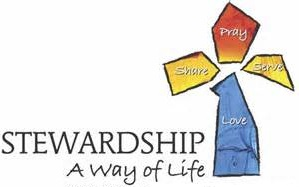 Pray
Share
Serve
Love
STEWARDSHIP
A Way of Life